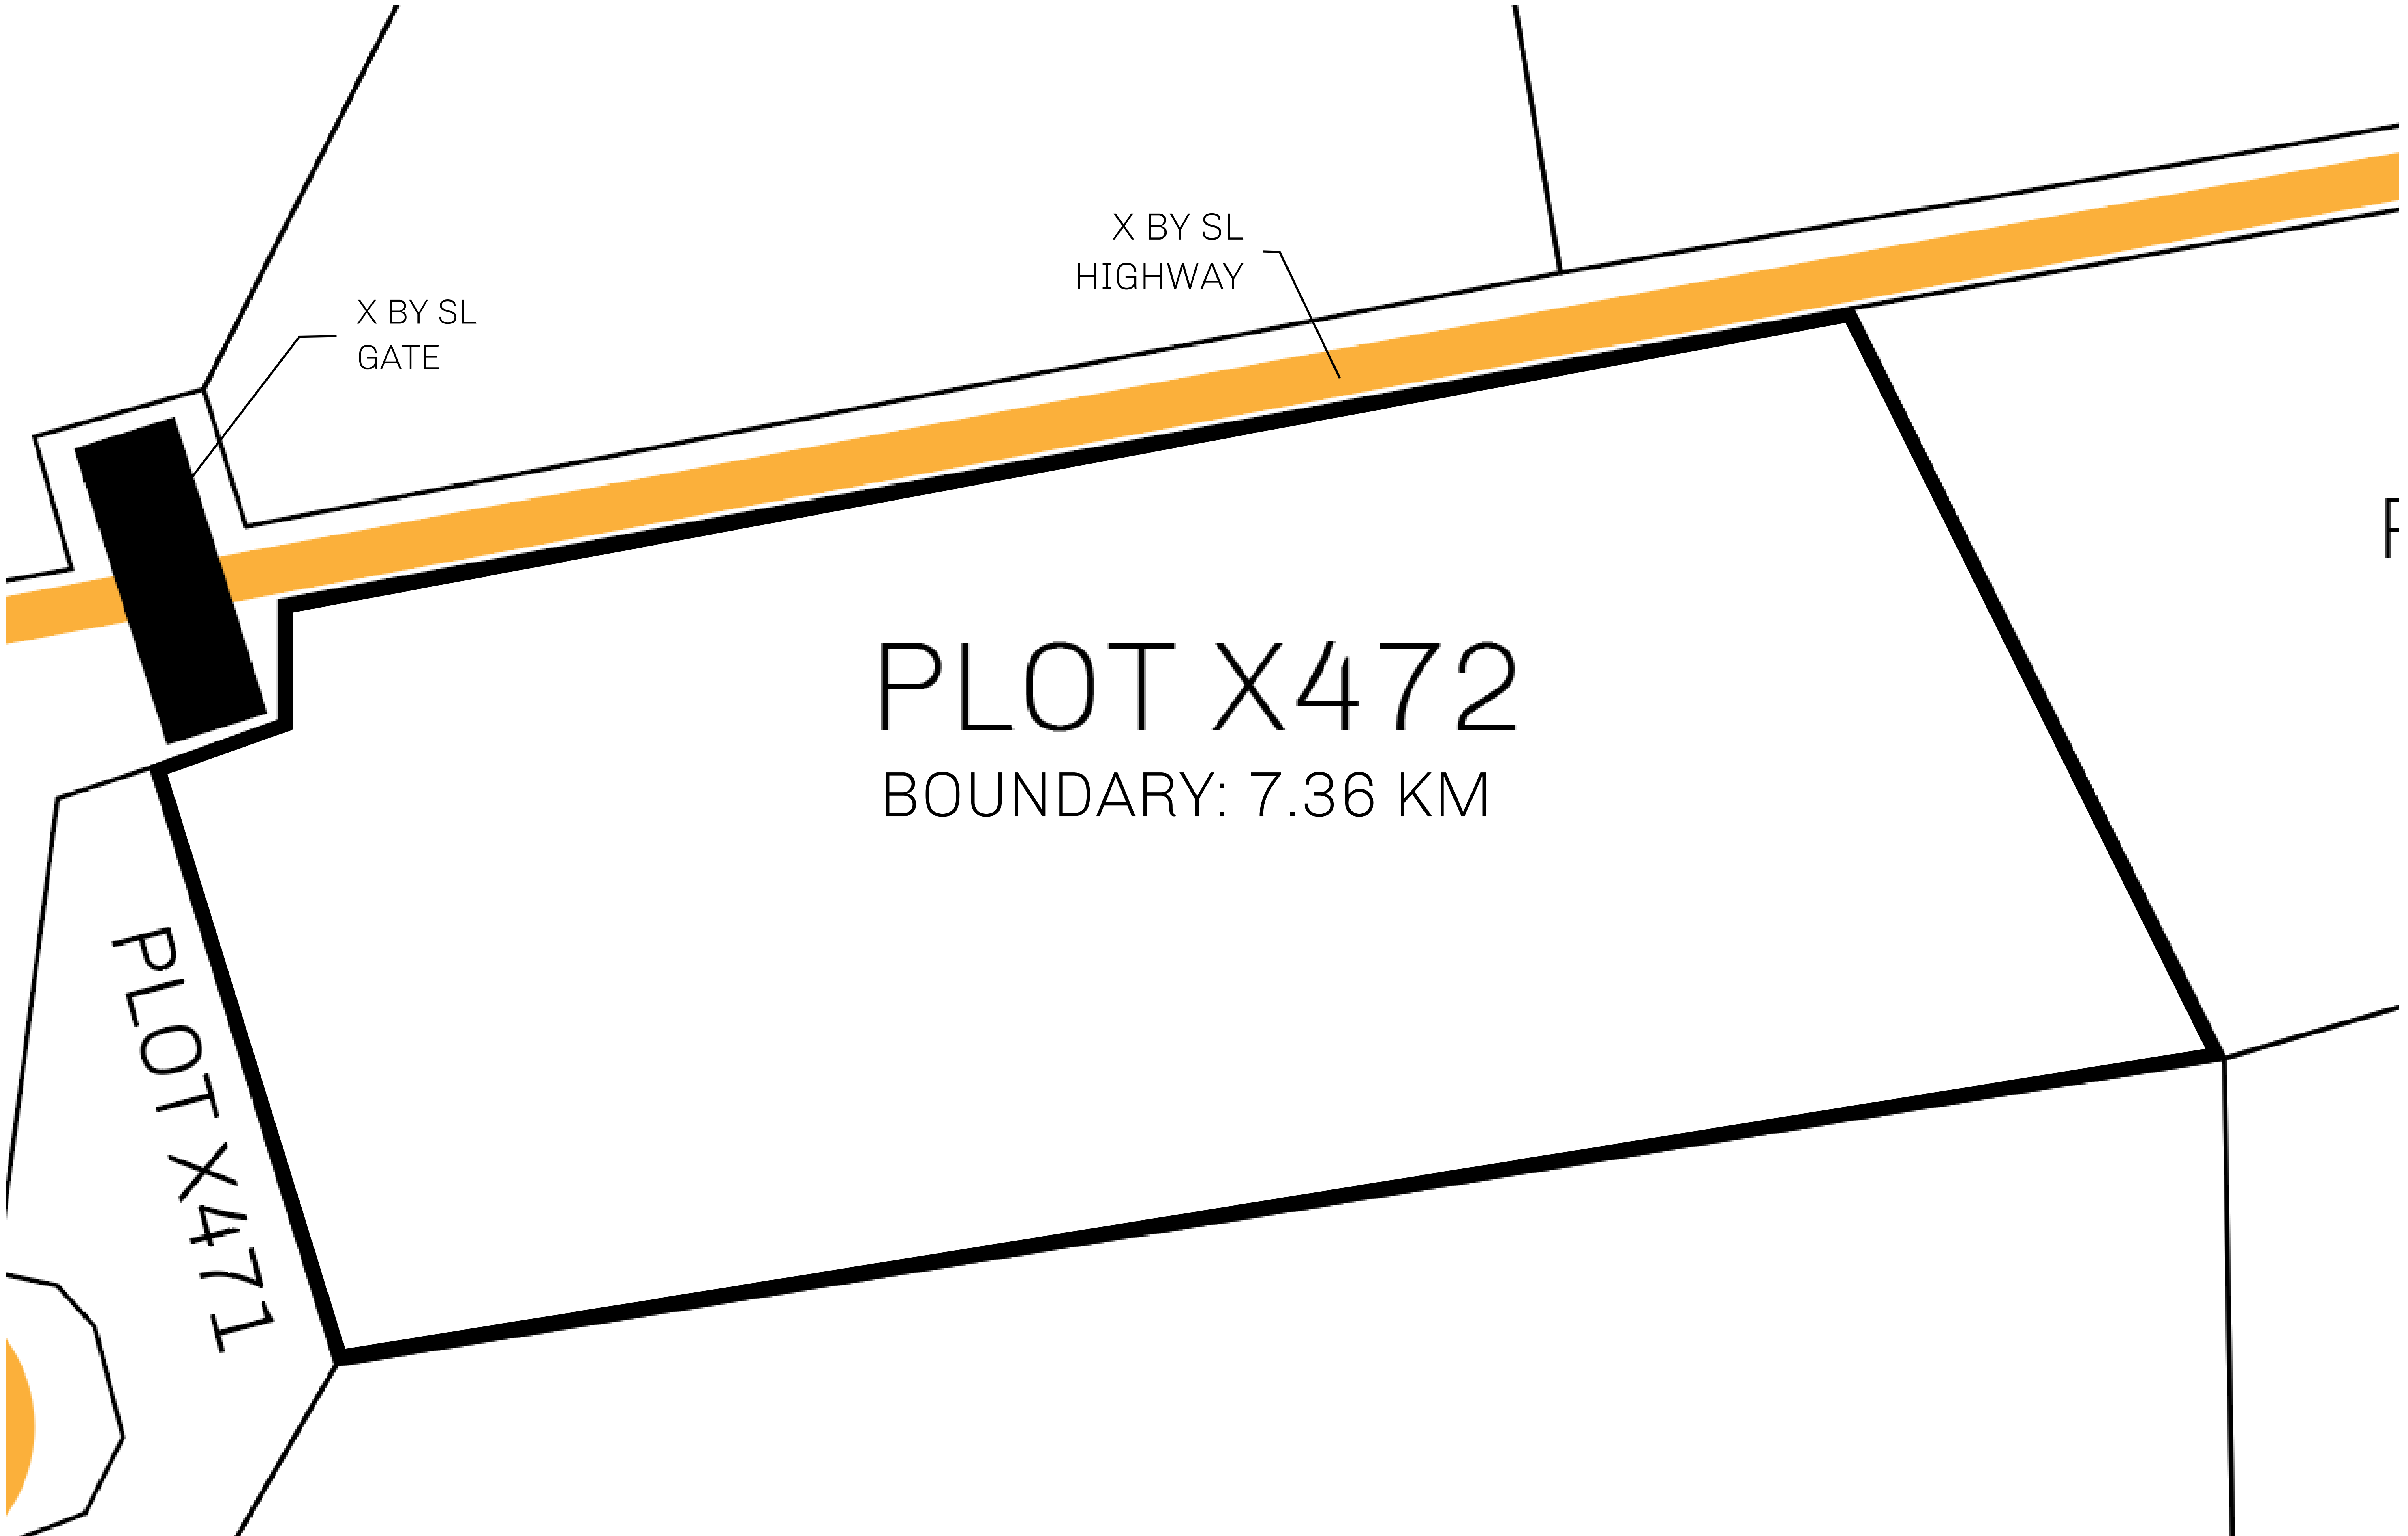 X BY SL
HIGHWAY
X BY SL
GATE
PLOT X472
BOUNDARY: 7.36 KM
PLOT X471